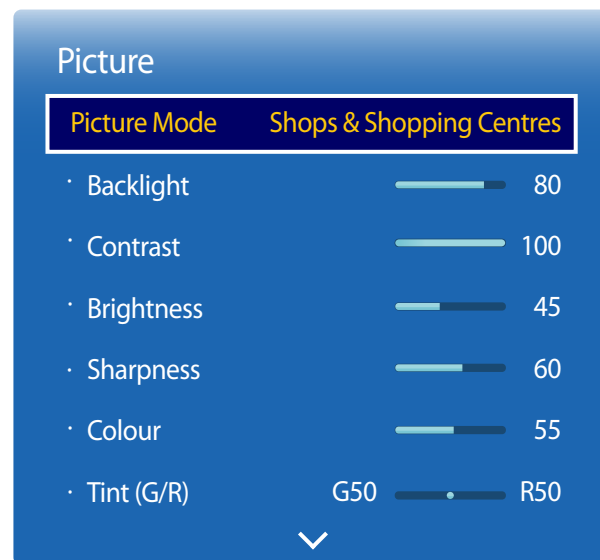 Picture
Picture Mode Shops & Shopping Centres
· Backlight 80
· Contrast 100
· Brightness 45
· Sharpness 60
· Colour 55
· Tint (G/R) G50 R50